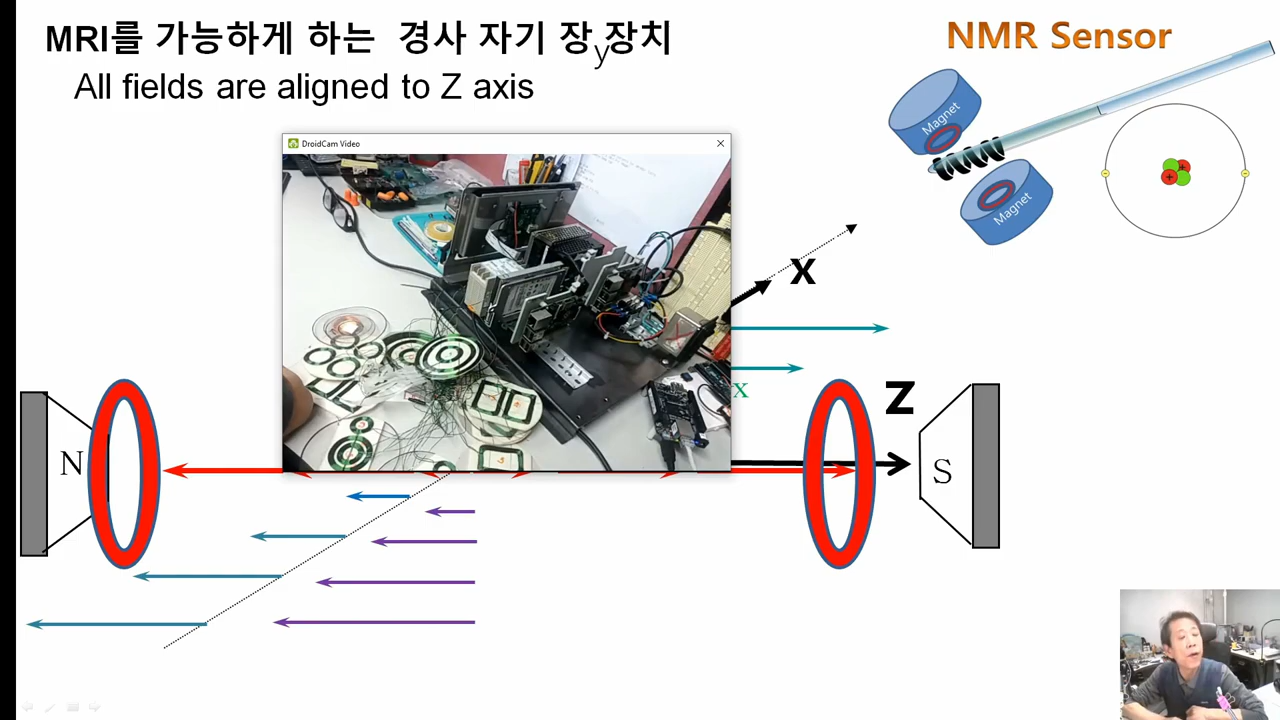 MRI를 가능하게 하는 경사 자기 장 장치
y
All fields are aligned to Z axis
NMR Sensor
Magnet
Magnet
+
+
DroidCam Video
X
X
Z
N
S